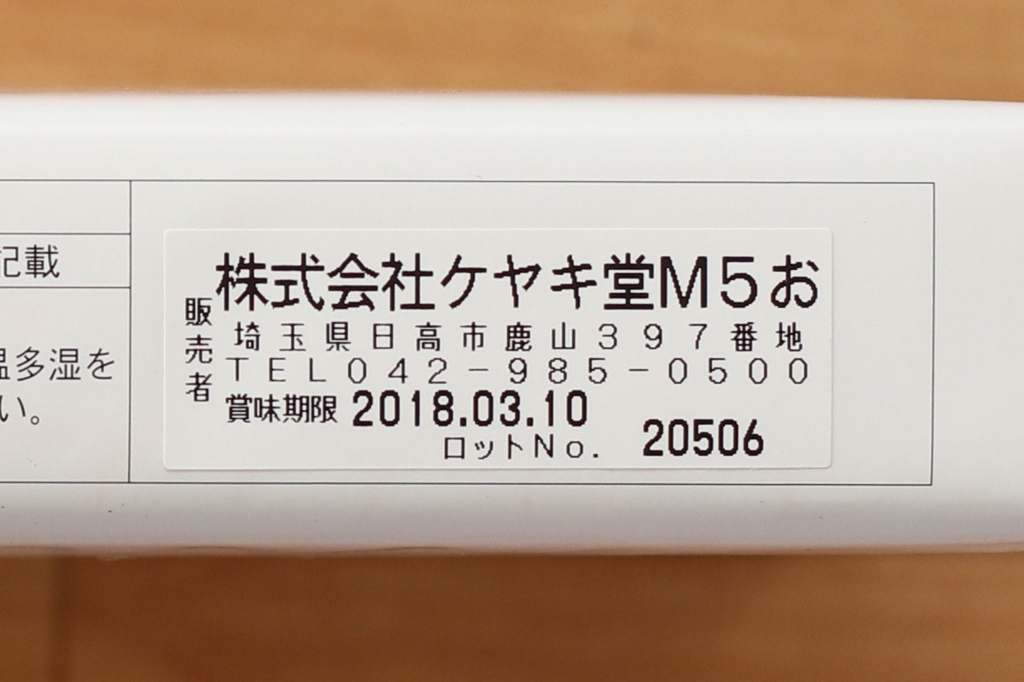 記載
温多湿を
い。
販売者
株式会社ケヤキ堂M5お
埼玉県日高市鹿山397番地
TEL042-985-0500
賞味期限 2018.03.10
ロットNo. 20506